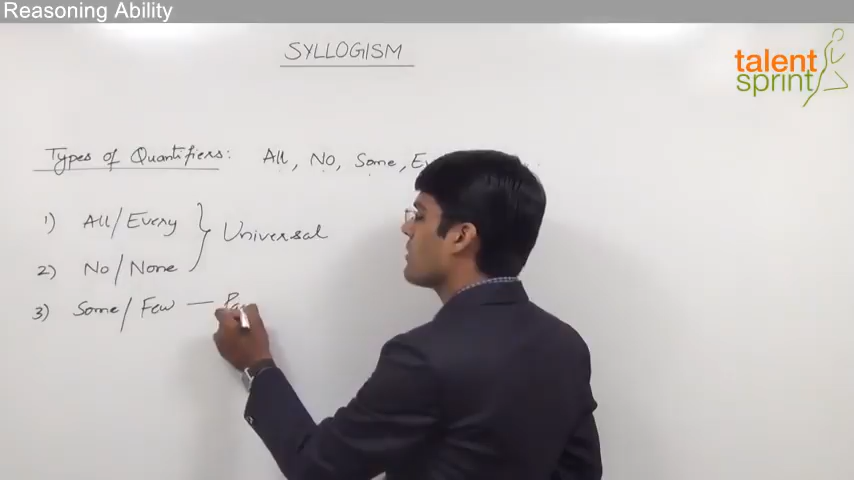 Reasoning Ability
SYLLOGISM
talent
sprint
Types of Quantifiers: All, No, Some,
1) All/Every } Universal
2) No/None
3) Some/Few —